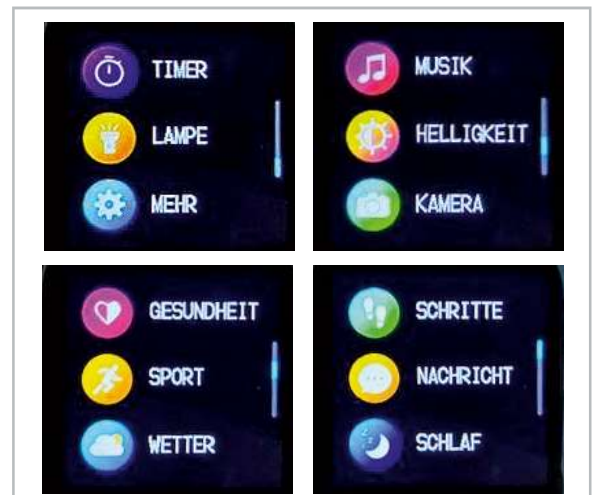 TIMER
LAMPE
MEHR
MUSIK
HELLIGKEIT
KAMERA
GESUNDHEIT
SPORT
WETTER
SCHRITTE
NACHRICHT
SCHLAF